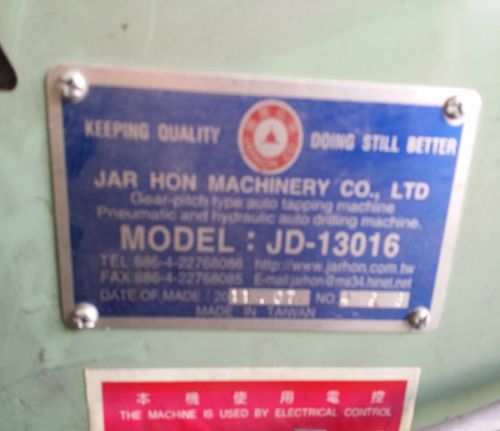 KEEPING QUALITY
DOING STILL BETTER
JAR HON MACHINERY CO., LTD
Gear-pitch type auto tapping machine
Pneumatic and hydraulic auto drilling machine.
MODEL : JD-13016
TEL:886-4-22768086 http://www.jarhon.com.tw
FAX:886-4-22768085 E-mail:jarhon@ms34.hinet.net
DATE OF MADE : 2011.07 NO.
MADE IN TAIWAN
本機使用電控
THE MACHINE IS USED BY ELECTRICAL CONTROL